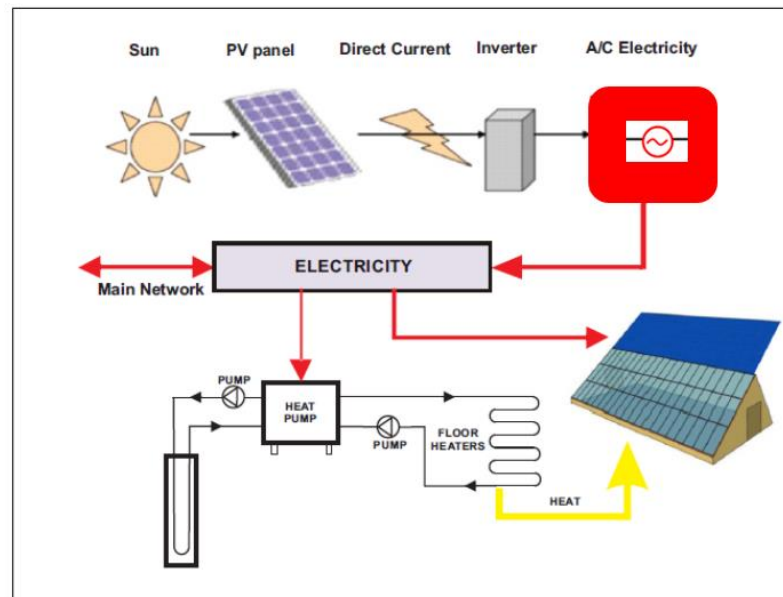 Sun
PV panel
Direct Current
Inverter
A/C Electricity
ELECTRICITY
Main Network
PUMP
HEAT
PUMP
PUMP
FLOOR
HEATERS
HEAT